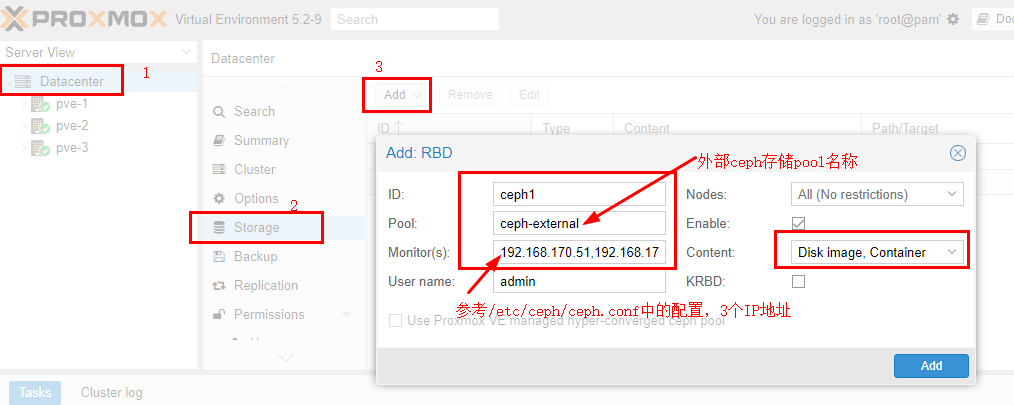 PROXMOX Virtual Environment 5.2-9 Search You are logged in as 'root@pam'
Server View
Datacenter 1
pve-1
pve-2
pve-3
Datacenter
Search
Summary
Cluster
Options
2
Storage
Backup
Replication
Permissions
3
Add Remove Edit
ID Type Content Path/Target
Add: RBD
外部ceph存储pool名称
ID: ceph1 Nodes: All (No restrictions)
Pool: ceph-external Enable:
Monitor(s): 192.168.170.51,192.168.17 Content: Disk image, Container
User name: admin KRBD:
参考/etc/ceph/ceph.conf中的配置，3个IP地址
Use Proxmox VE managed hyper-converged ceph pool
Add
Tasks Cluster log